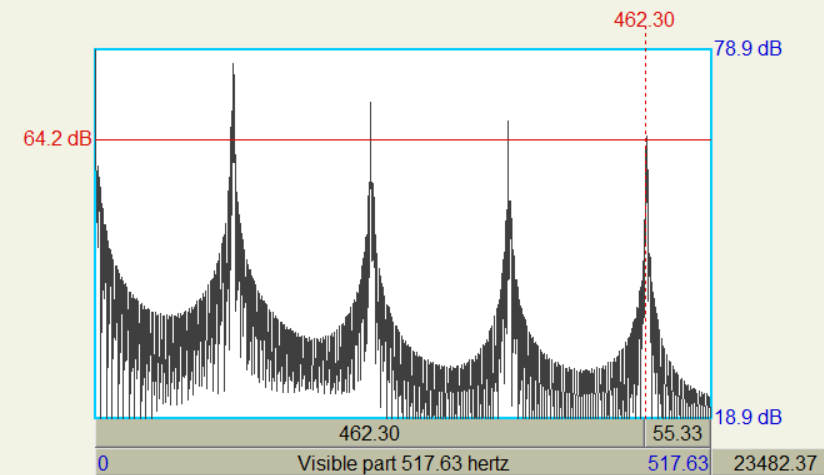 462.30
78.9 dB
64.2 dB
18.9 dB
462.30 55.33
0 Visible part 517.63 hertz 517.63 23482.37